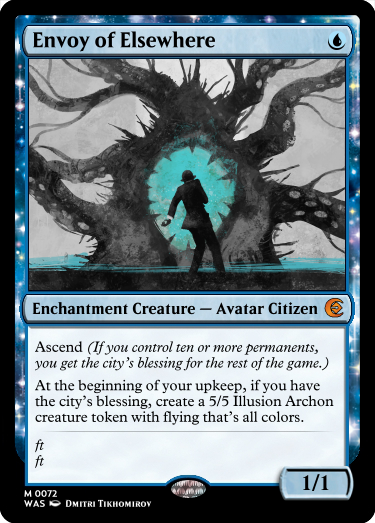 Envoy of Elsewhere
Enchantment Creature — Avatar Citizen
Ascend (If you control ten or more permanents,
you get the city's blessing for the rest of the game.)
At the beginning of your upkeep, if you have
the city's blessing, create a 5/5 Illusion Archon
creature token with flying that's all colors.
ft
ft
1/1
M 0072
WAS Dmitri Tikhomirov